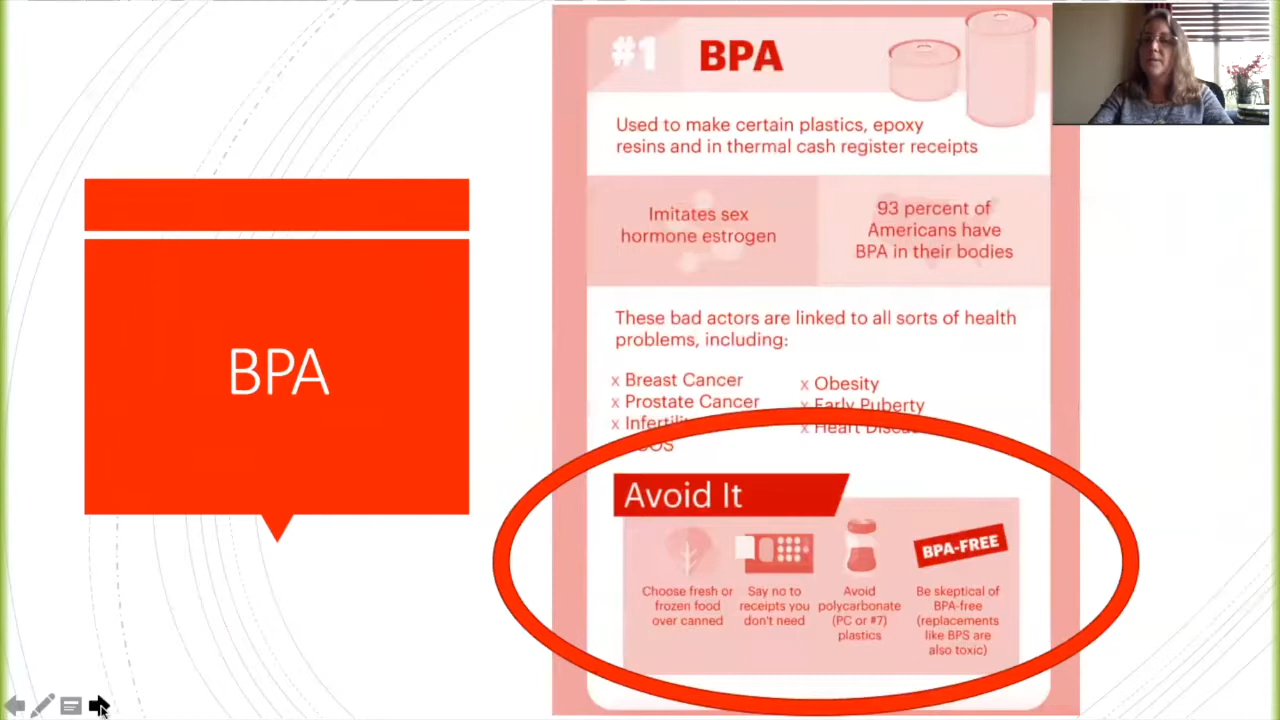 BPA
#1 BPA
Used to make certain plastics, epoxy
resins and in thermal cash register receipts
Imitates sex
hormone estrogen
93 percent of
Americans have
BPA in their bodies
These bad actors are linked to all sorts of health
problems, including:
x Breast Cancer
x Prostate Cancer
x Infertility
x Obesity
x Early Puberty
x Heart Disease
Avoid It
Choose fresh or
frozen food
over canned
Say no to
receipts you
don't need
Avoid
polycarbonate
(PC or #7)
plastics
BPA-FREE
Be skeptical of
BPA-free
(replacements
like BPS are
also toxic)